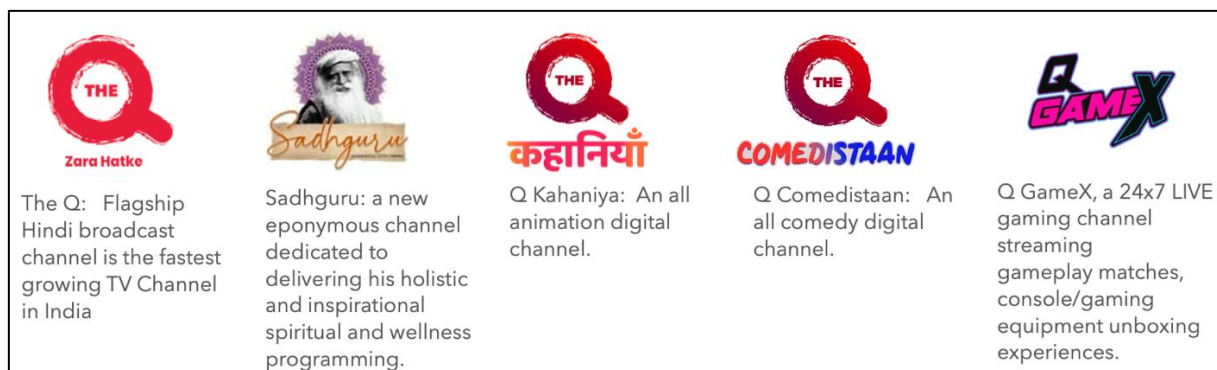 THE
Zara Hatke
The Q:   Flagship
Hindi broadcast
channel is the fastest
growing TV Channel
in India
Sadhguru
Sadhguru: a new
eponymous channel
dedicated to
delivering his holistic
and inspirational
spiritual and wellness
programming.
THE
कहानियाँ
Q Kahaniya:  An all
animation digital
channel.
THE
COMEDISTAAN
Q Comedistaan:   An
all comedy digital
channel.
Q
GAMEX
Q GameX, a 24x7 LIVE
gaming channel
streaming
gameplay matches,
console/gaming
equipment unboxing
experiences.